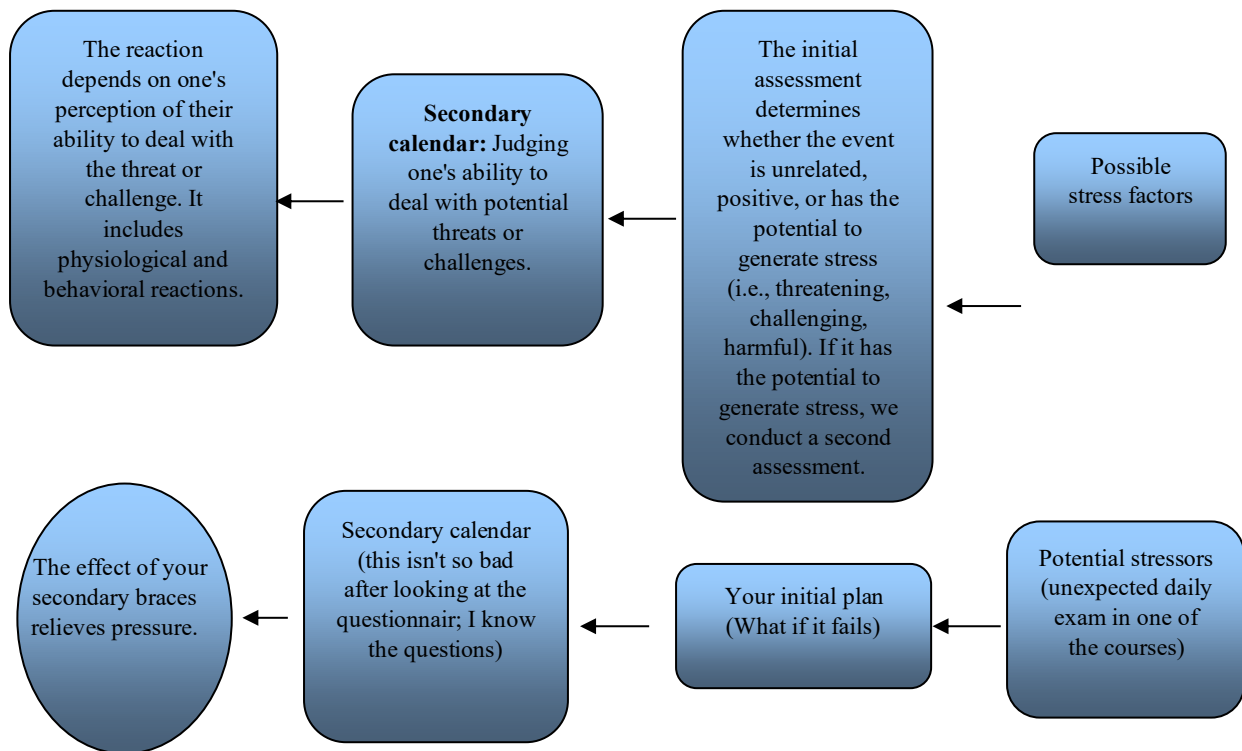 The reaction
depends on one's
perception of their
ability to deal with
the threat or
challenge. It
includes
physiological and
behavioral reactions.
Secondary
calendar: Judging
one's ability to
deal with potential
threats or
challenges.
The initial
assessment
determines
whether the event
is unrelated,
positive, or has the
potential to
generate stress
(i.e., threatening,
challenging,
harmful). If it has
the potential to
generate stress, we
conduct a second
assessment.
Possible
stress factors
The effect of your
secondary braces
relieves pressure.
Secondary calendar
(this isn't so bad
after looking at the
questionnair; I know
the questions)
Your initial plan
(What if it fails)
Potential stressors
(unexpected daily
exam in one of
the courses)